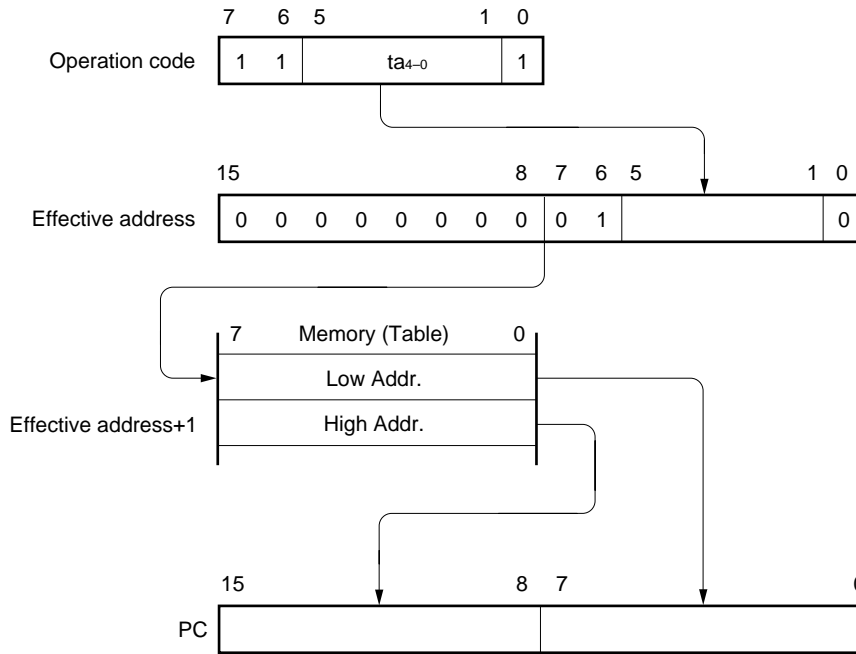 7 6 5 1 0
Operation code 1 1 ta4–0 1
15 8 7 6 5 1 0
Effective address 0 0 0 0 0 0 0 0 0 1 0
7 Memory (Table) 0
Low Addr.
Effective address+1 High Addr.
15 8 7
PC